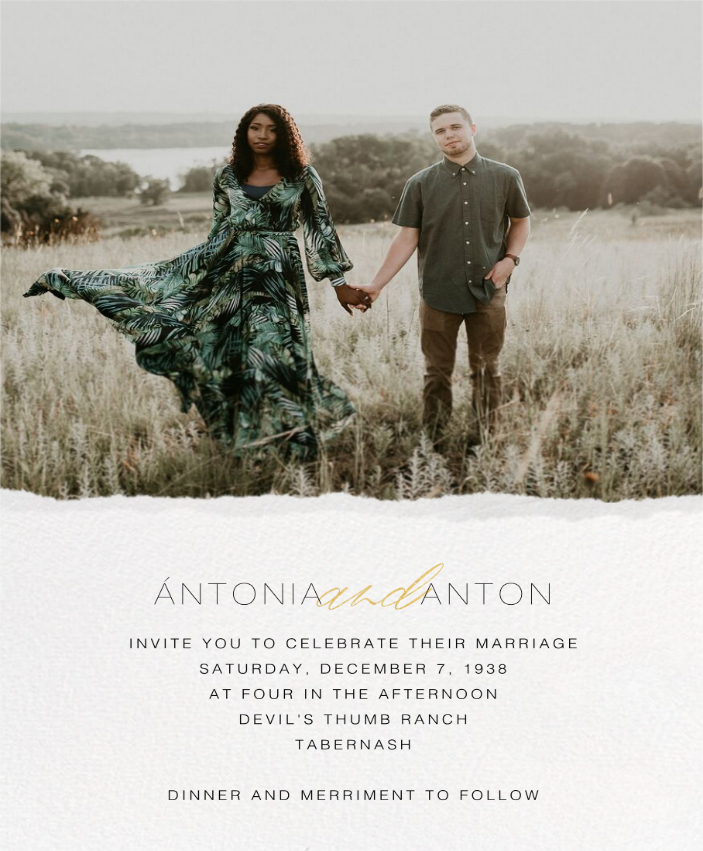 ÁNTONIA and ANTON
INVITE YOU TO CELEBRATE THEIR MARRIAGE
SATURDAY, DECEMBER 7, 1938
AT FOUR IN THE AFTERNOON
DEVIL'S THUMB RANCH
TABERNASH
DINNER AND MERRIMENT TO FOLLOW